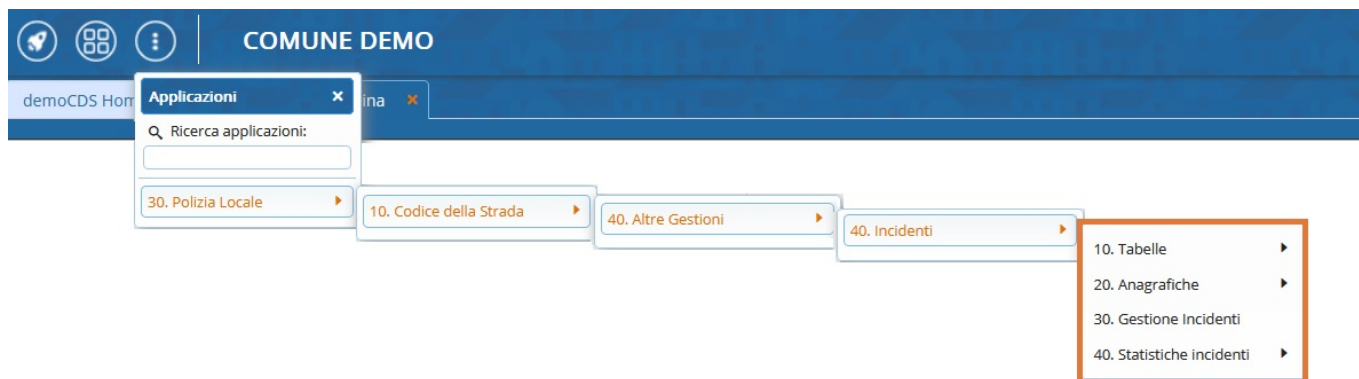 COMUNE DEMO
demoCDS Hom
Applicazioni
ina
Ricerca applicazioni:
30. Polizia Locale
10. Codice della Strada
40. Altre Gestioni
40. Incidenti
10. Tabelle
20. Anagrafiche
30. Gestione Incidenti
40. Statistiche incidenti